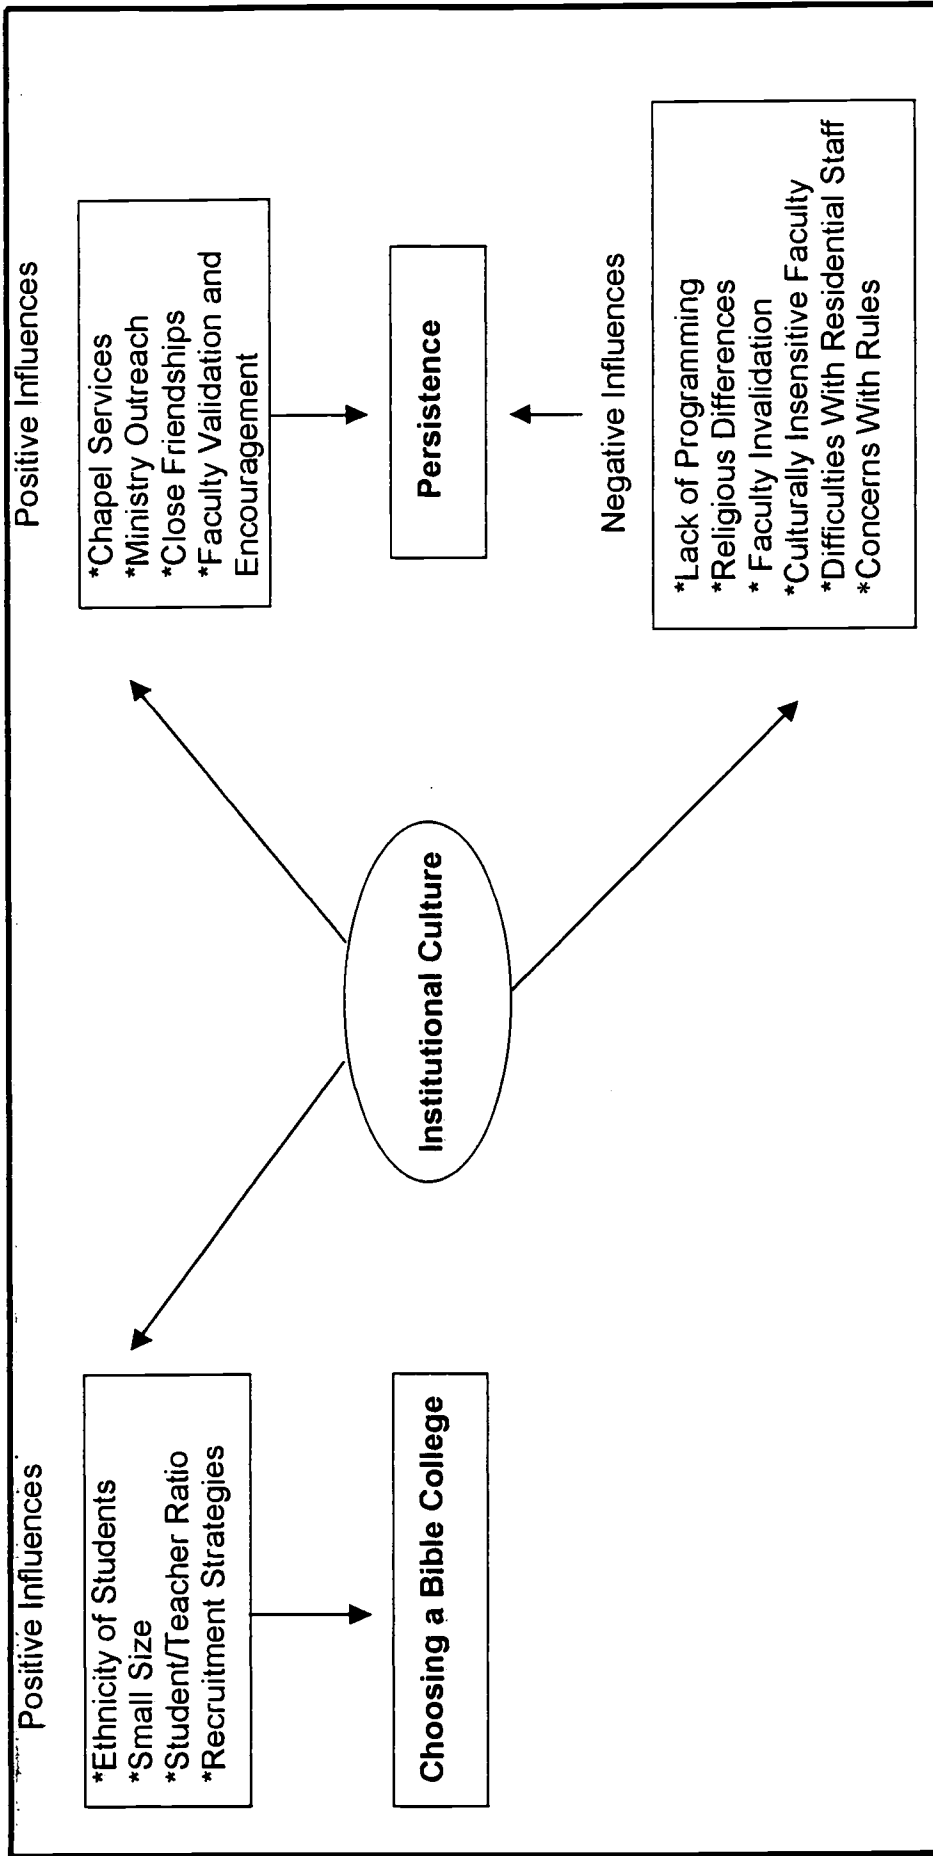 Positive Influences
*Ethnicity of Students
*Small Size
*Student/Teacher Ratio
*Recruitment Strategies
Choosing a Bible College
Institutional Culture
Positive Influences
*Chapel Services
*Ministry Outreach
*Close Friendships
*Faculty Validation and
Encouragement
Persistence
Negative Influences
*Lack of Programming
*Religious Differences
* Faculty Invalidation
*Culturally Insensitive Faculty
*Difficulties With Residential Staff
*Concerns With Rules